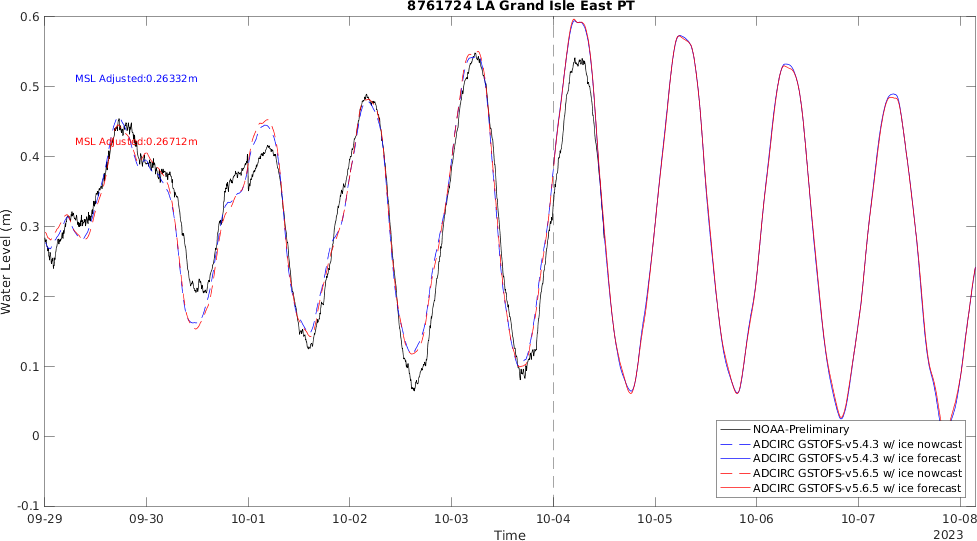 8761724 LA Grand Isle East PT
0.6
0.5
0.4
0.3
0.2
0.1
0
-0.1
Water Level (m)
MSL Adjusted:0.26332m
MSL Adjusted:0.26712m
NOAA-Preliminary
ADCIRC GSTOFS-v5.4.3 w/ ice nowcast
ADCIRC GSTOFS-v5.4.3 w/ ice forecast
ADCIRC GSTOFS-v5.6.5 w/ ice nowcast
ADCIRC GSTOFS-v5.6.5 w/ ice forecast
09-29 09-30 10-01 10-02 10-03 10-04 10-05 10-06 10-07 10-08
Time
2023